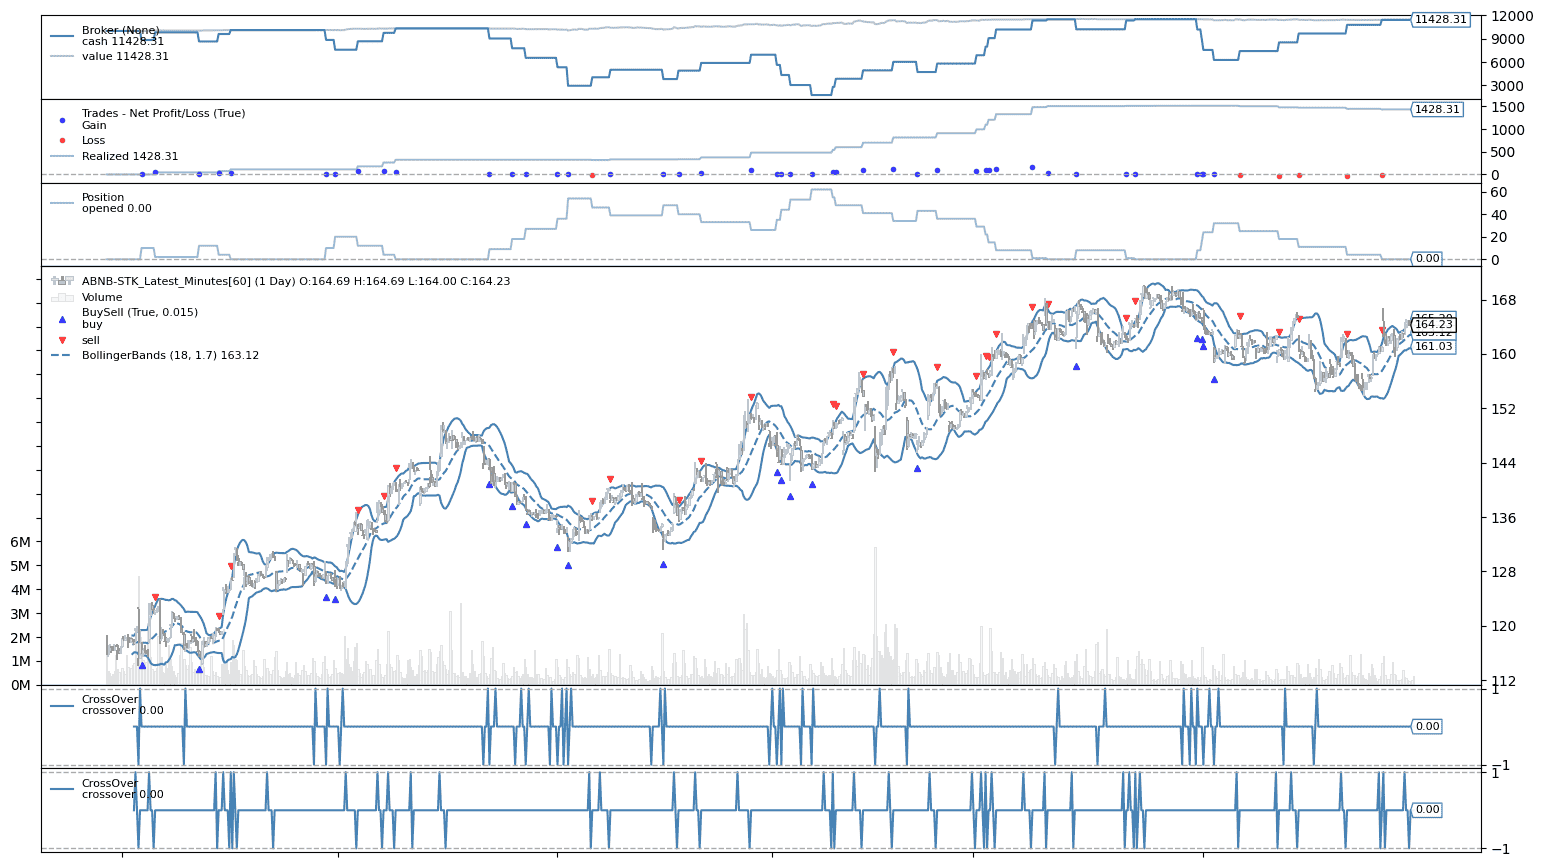 Broker (None)
cash 11428.31
value 11428.31
12000
11428.31
9000
6000
3000
Trades - Net Profit/Loss (True)
Gain
Loss
Realized 1428.31
1500
1428.31
1000
500
0
Position
opened 0.00
60
40
20
0.00
0
ABNB-STK_Latest_Minutes[60] (1 Day) O:164.69 H:164.69 L:164.00 C:164.23
Volume
BuySell (True, 0.015)
buy
sell
BollingerBands (18, 1.7) 163.12
168
164.23
161.03
160
152
144
136
128
120
112
6M
5M
4M
3M
2M
1M
0M
CrossOver
crossover 0.00
1
0.00
−1
CrossOver
crossover 0.00
1
0.00
−1